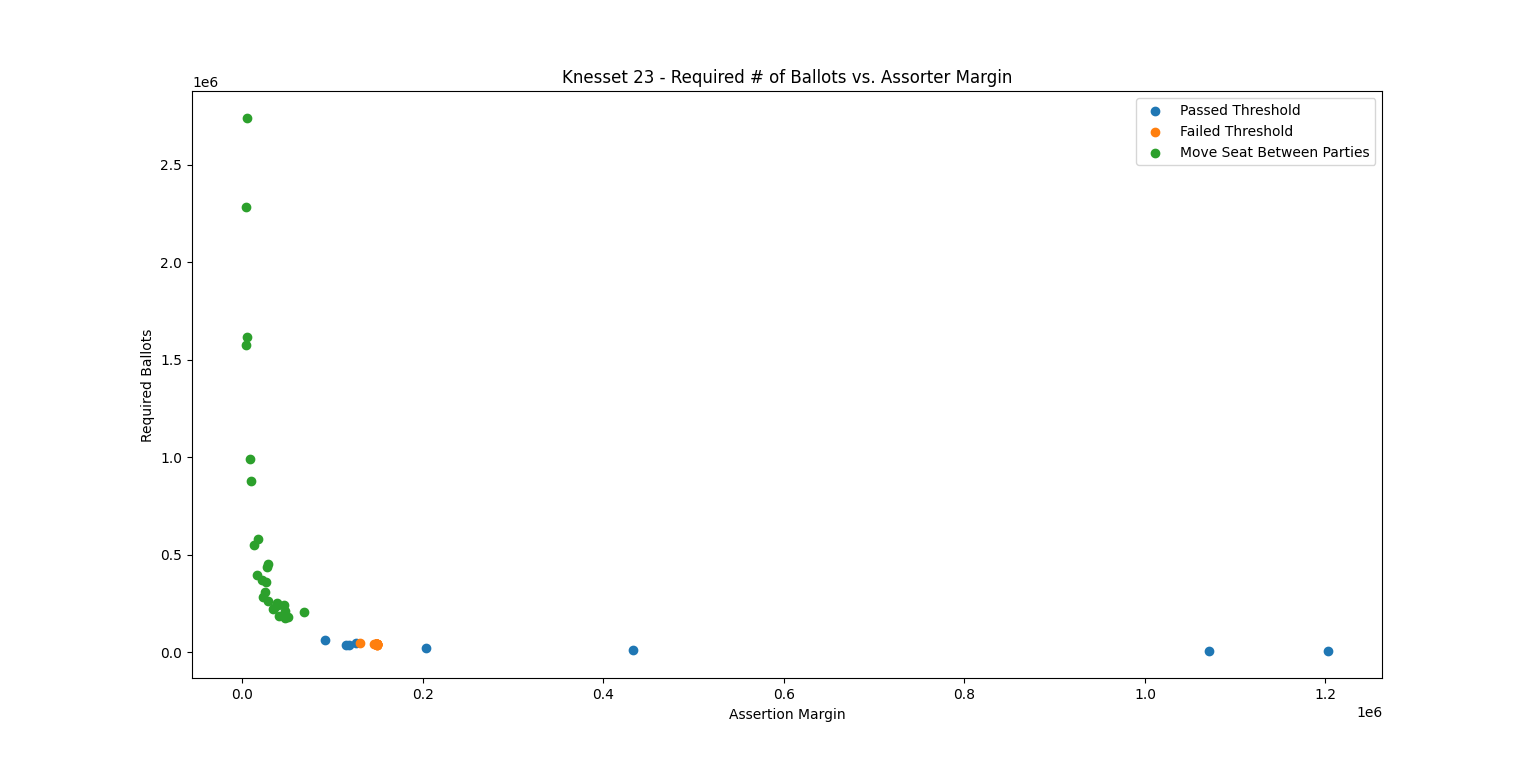 Knesset 23 - Required # of Ballots vs. Assorter Margin
1e6
Passed Threshold
Failed Threshold
Move Seat Between Parties
2.5
2.0
1.5
1.0
0.5
0.0
Required Ballots
0.0 0.2 0.4 0.6 0.8 1.0 1.2
1e6
Assertion Margin